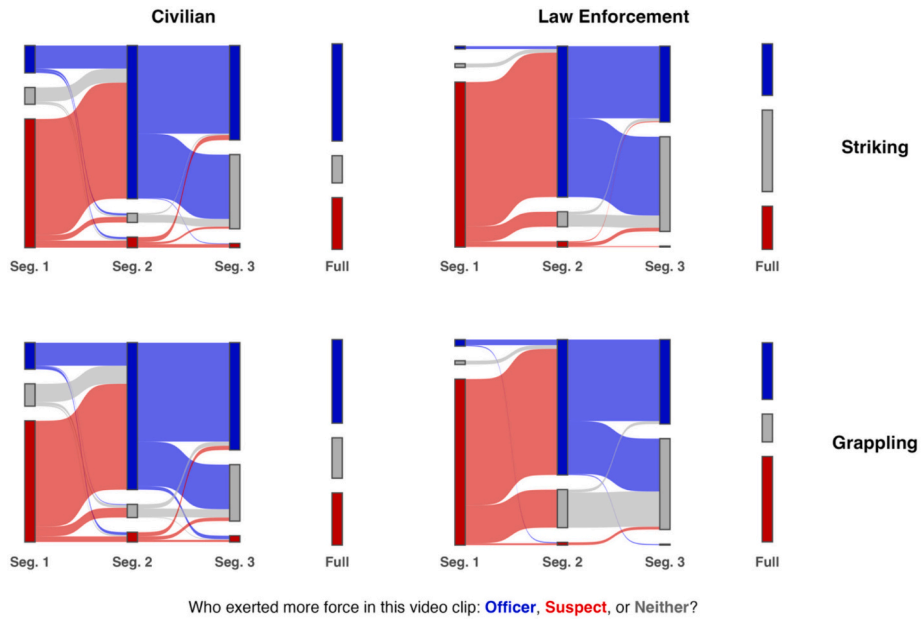 Civilian
Law Enforcement
Striking
Seg. 1 Seg. 2 Seg. 3 Full
Seg. 1 Seg. 2 Seg. 3 Full
Grappling
Seg. 1 Seg. 2 Seg. 3 Full
Seg. 1 Seg. 2 Seg. 3 Full
Who exerted more force in this video clip: Officer, Suspect, or Neither?